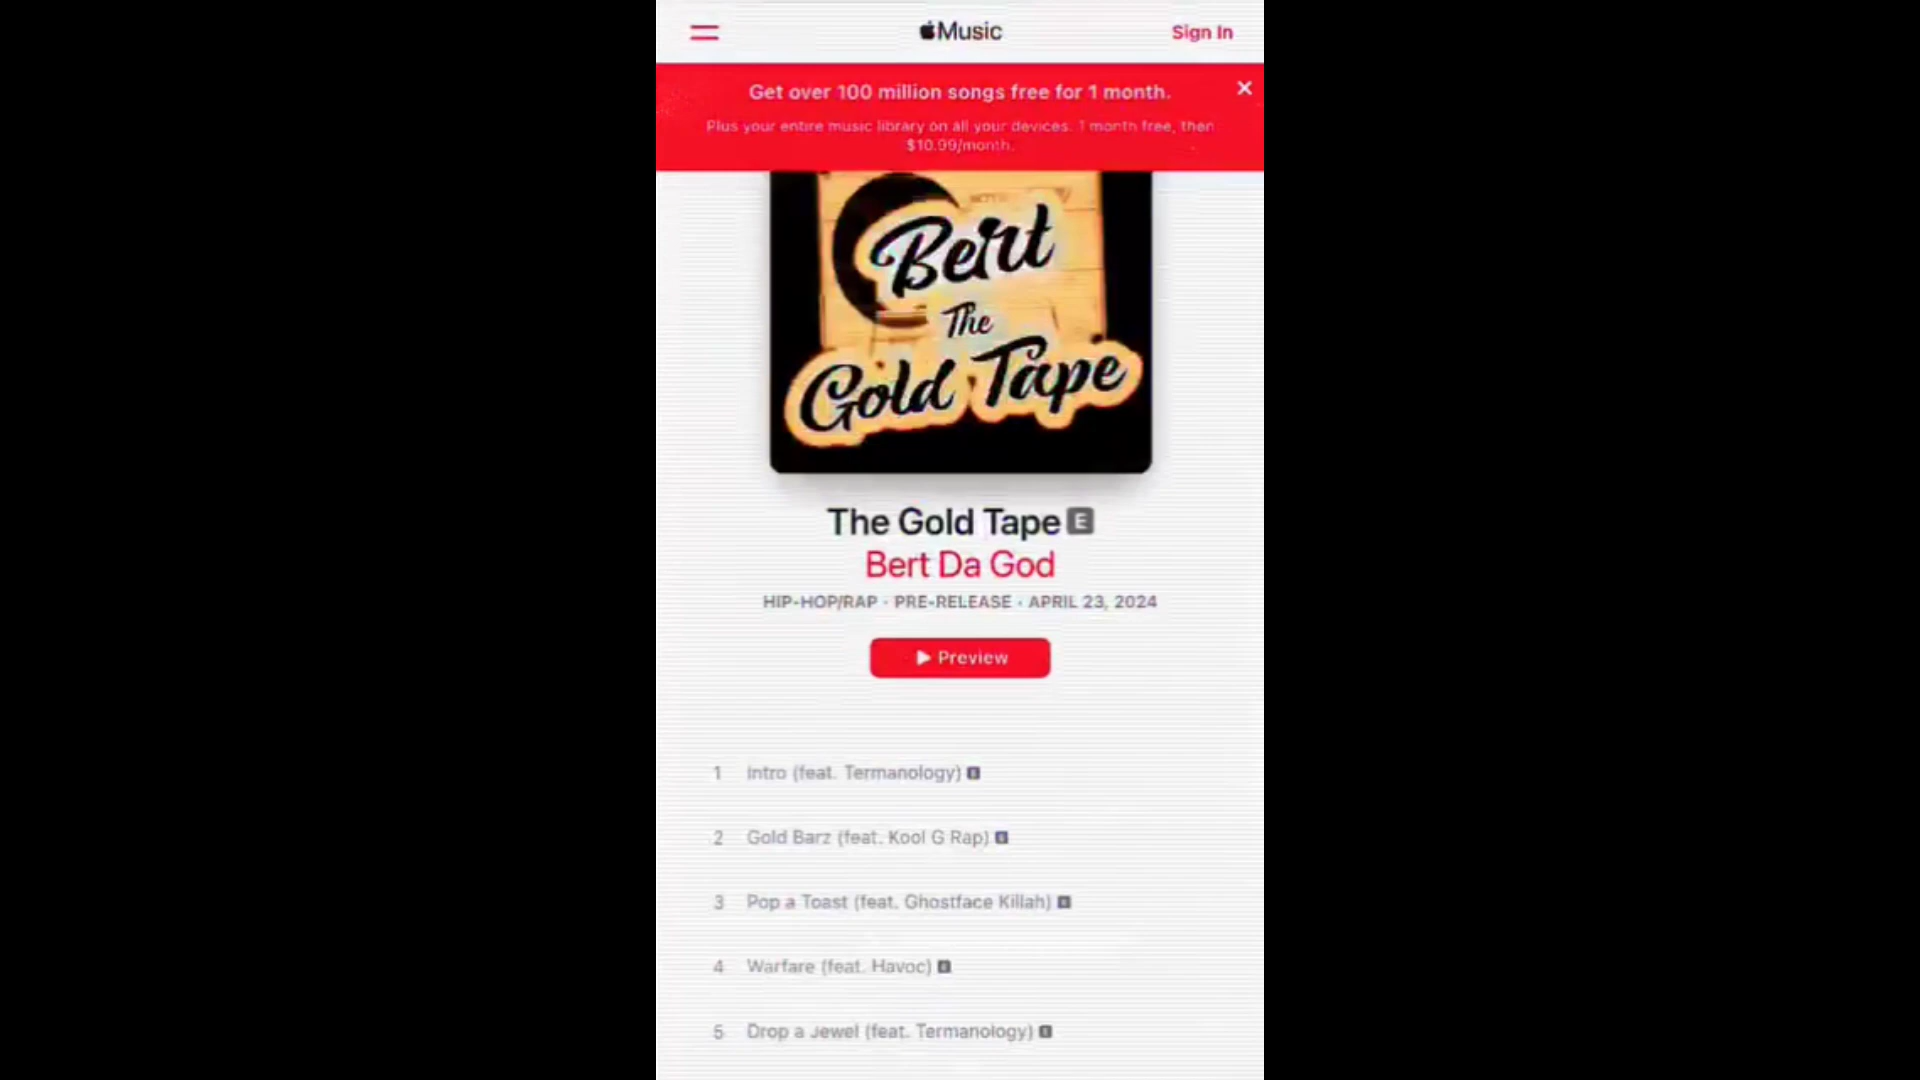 Music
Sign In
Get over 100 million songs free for 1 month.
Plus your entire music library on all your devices. 1 month free, then
$10.99/month.
Bert
The
Gold Tape
The Gold Tape E
Bert Da God
HIP-HOP/RAP · PRE-RELEASE · APRIL 23, 2024
Preview
1 Intro (feat. Termanology) E
2 Gold Barz (feat. Kool G Rap) E
3 Pop a Toast (feat. Ghostface Killah) E
4 Warfare (feat. Havoc) E
5 Drop a Jewel (feat. Termanology) E